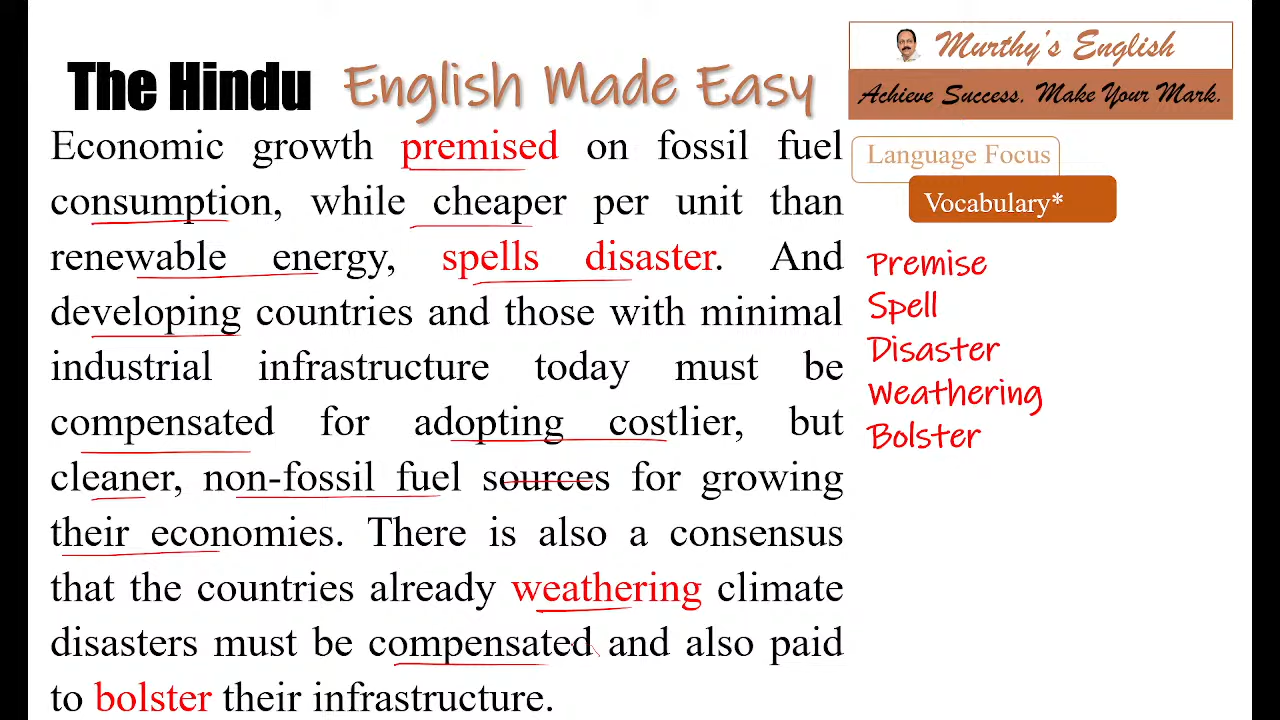 The Hindu English Made Easy
Murthy's English
Achieve Success. Make Your Mark.
Economic growth premised on fossil fuel
consumption, while cheaper per unit than
renewable energy, spells disaster. And
developing countries and those with minimal
industrial infrastructure today must be
compensated for adopting costlier, but
cleaner, non-fossil fuel sources for growing
their economies. There is also a consensus
that the countries already weathering climate
disasters must be compensated and also paid
to bolster their infrastructure.
Language Focus
Vocabulary*
Premise
Spell
Disaster
Weathering
Bolster